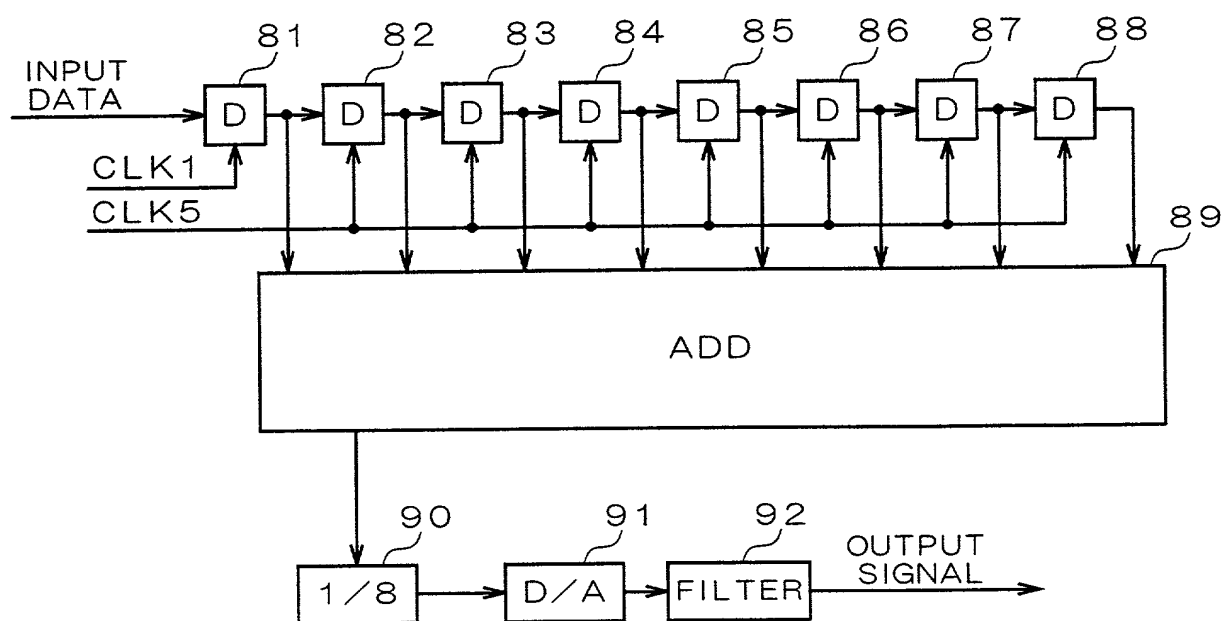 81 82 83 84 85 86 87 88
INPUT
DATA
D D D D D D D D
CLK1
CLK5
89
ADD
90 91 92
1/8 D/A FILTER
OUTPUT
SIGNAL